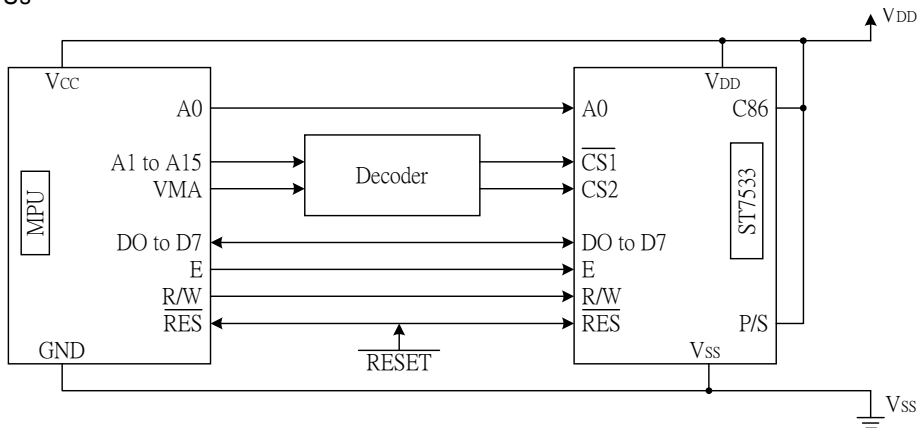 VDD
VCC
VDD
A0
A0
C86
A1 to A15
Decoder
CS1
VMA
CS2
MPU
ST7533
DO to D7
DO to D7
E
E
R/W
R/W
RES
RES
P/S
GND
RESET
VSS
VSS